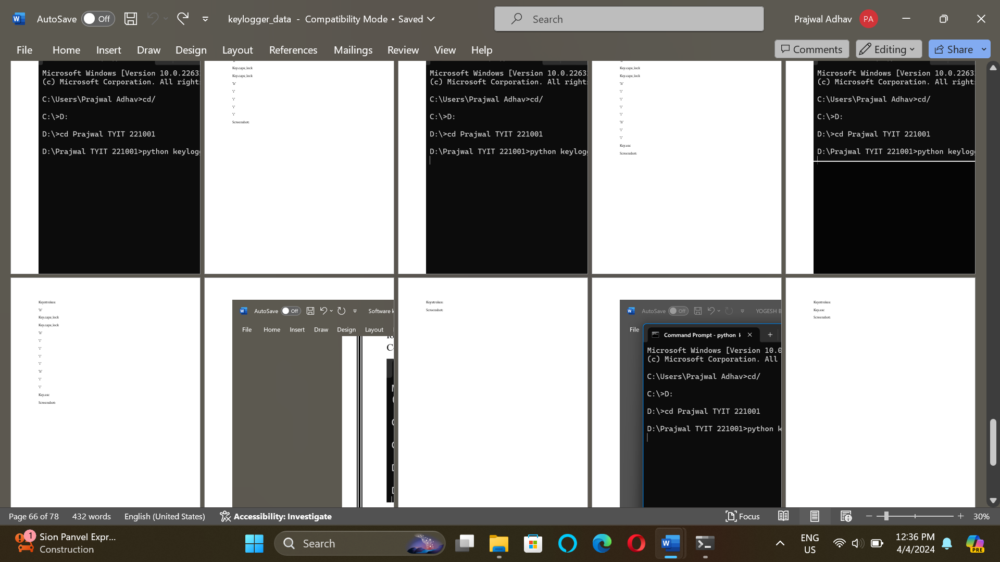 AutoSave Off keylogger_data - Compatibility Mode • Saved Search Prajwal Adhav PA
File Home Insert Draw Design Layout References Mailings Review View Help Comments Editing Share
Microsoft Windows [Version 10.0.2263
(c) Microsoft Corporation. All right
C:\Users\Prajwal Adhav>cd/
C:\>D:
D:\>cd Prajwal TYIT 221001
D:\Prajwal TYIT 221001>python keylog
Key.caps_lock
Key.caps_lock
'h'
'i'
'i'
'i'
'i'
Screenshot:
Microsoft Windows [Version 10.0.2263
(c) Microsoft Corporation. All right
C:\Users\Prajwal Adhav>cd/
C:\>D:
D:\>cd Prajwal TYIT 221001
D:\Prajwal TYIT 221001>python keylog
Key.caps_lock
Key.caps_lock
'h'
'i'
'i'
'i'
'i'
'h'
'i'
'i'
Key.esc
Screenshot:
Microsoft Windows [Version 10.0.2263
(c) Microsoft Corporation. All right
C:\Users\Prajwal Adhav>cd/
C:\>D:
D:\>cd Prajwal TYIT 221001
D:\Prajwal TYIT 221001>python keylog
Keystrokes:
'h'
Key.caps_lock
Key.caps_lock
'h'
'i'
'i'
'i'
'i'
'h'
'i'
'i'
Key.esc
Screenshot:
AutoSave Off Software k
File Home Insert Draw Design Layout
Keystrokes:
Screenshot:
AutoSave Off YOGESH B
File
Command Prompt - python k
Microsoft Windows [Version 10.0
(c) Microsoft Corporation. All
C:\Users\Prajwal Adhav>cd/
C:\>D:
D:\>cd Prajwal TYIT 221001
D:\Prajwal TYIT 221001>python k
Keystrokes:
Key.esc
Screenshot:
Page 66 of 78 432 words English (United States) Accessibility: Investigate Focus 30%
1 Sion Panvel Expr...
Construction
Search
ENG
US
12:36 PM
4/4/2024
PRE